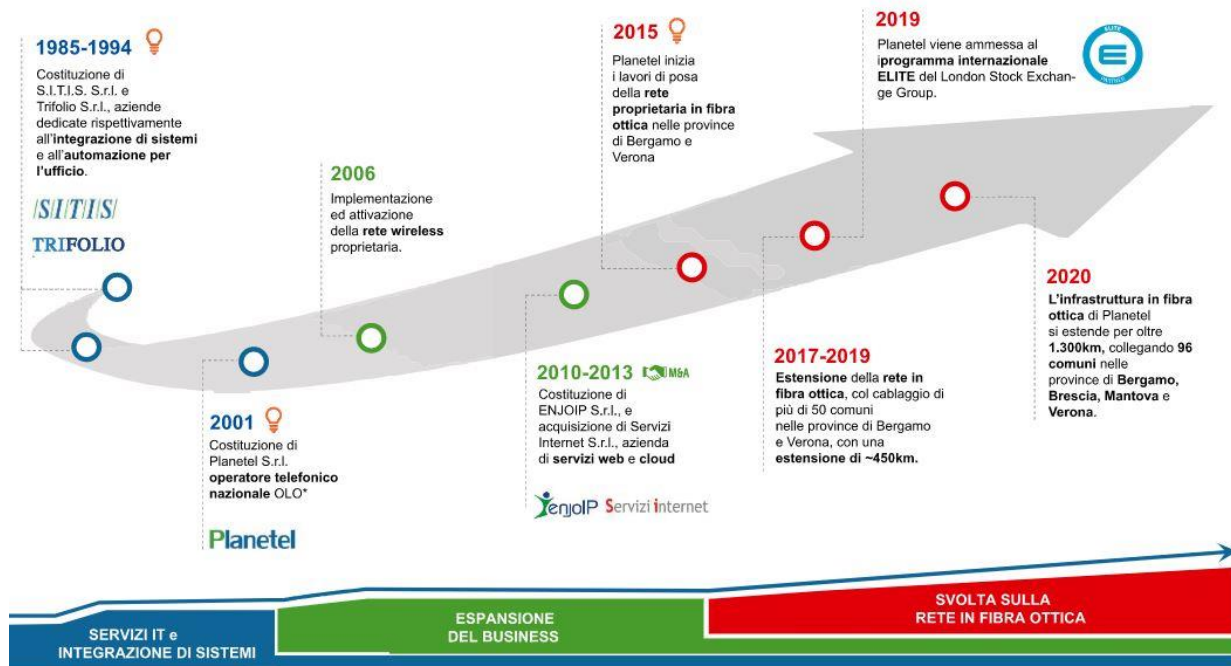 1985-1994
Costituzione di
S.I.T.I.S. S.r.l. e
Trifolio S.r.l., aziende
dedicate rispettivamente
all'integrazione di sistemi
e all'automazione per
l'ufficio.
/S/I/T/I/S/
TRIFOLIO
2001
Costituzione di
Planetel S.r.l.
operatore telefonico
nazionale OLO*
Planetel
2006
Implementazione
ed attivazione
della rete wireless
proprietaria.
2010-2013 M&A
Costituzione di
ENJOIP S.r.l., e
acquisizione di Servizi
Internet S.r.l., azienda
di servizi web e cloud
enjoIP Servizi internet
2015
Planetel inizia
i lavori di posa
della rete
proprietaria in fibra
ottica nelle province
di Bergamo e
Verona
2017-2019
Estensione della rete in
fibra ottica, col cablaggio di
più di 50 comuni
nelle province di Bergamo
e Verona, con una
estensione di ~450km.
2019
Planetel viene ammessa al
iprogramma internazionale
ELITE del London Stock Exchan-
ge Group.
ELITE
E
2020
L'infrastruttura in fibra
ottica di Planetel
si estende per oltre
1.300km, collegando 96
comuni nelle
province di Bergamo,
Brescia, Mantova e
Verona.
SERVIZI IT e
INTEGRAZIONE DI SISTEMI
ESPANSIONE
DEL BUSINESS
SVOLTA SULLA
RETE IN FIBRA OTTICA